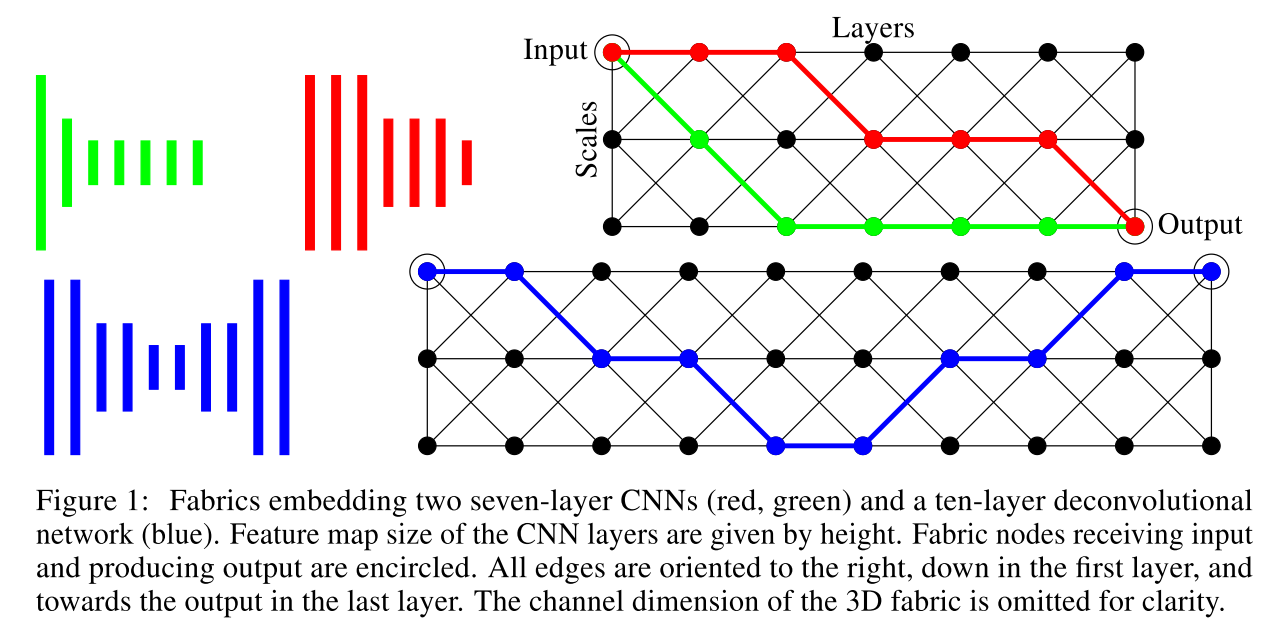 Layers
Input
Scales
Output
Figure 1: Fabrics embedding two seven-layer CNNs (red, green) and a ten-layer deconvolutional
network (blue). Feature map size of the CNN layers are given by height. Fabric nodes receiving input
and producing output are encircled. All edges are oriented to the right, down in the first layer, and
towards the output in the last layer. The channel dimension of the 3D fabric is omitted for clarity.